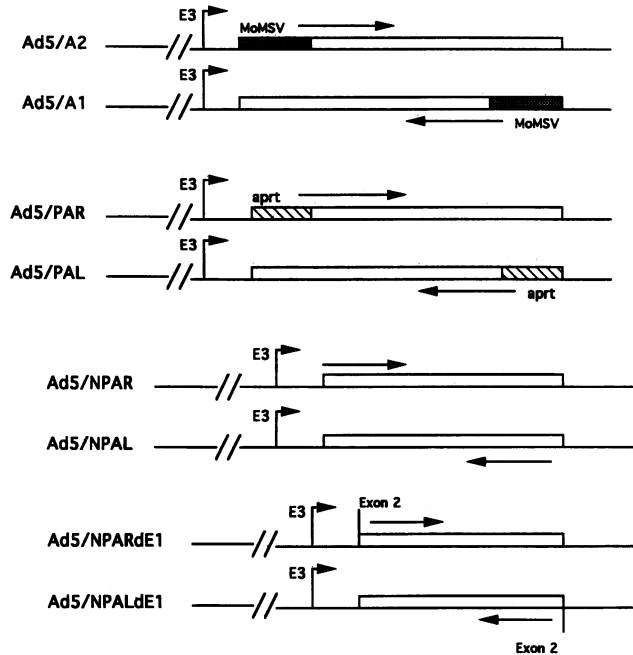 E3
MoMSV
Ad5/A2
E3
Ad5/A1
MoMSV
E3
aprt
Ad5/PAR
E3
Ad5/PAL
aprt
E3
Ad5/NPAR
E3
Ad5/NPAL
Exon 2
E3
Ad5/NPARdE1
E3
Ad5/NPALdE1
Exon 2